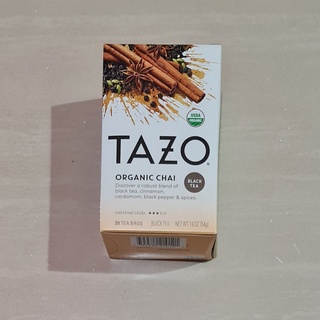 USDA
ORGANIC
TAZO®
ORGANIC CHAI
Discover a robust blend of
black tea, cinnamon,
cardamom, black pepper & spices.
BLACK
TEA
CAFFEINE LEVEL
20 TEA BAGS BLACK TEA NET WT 1.9 OZ (54g)